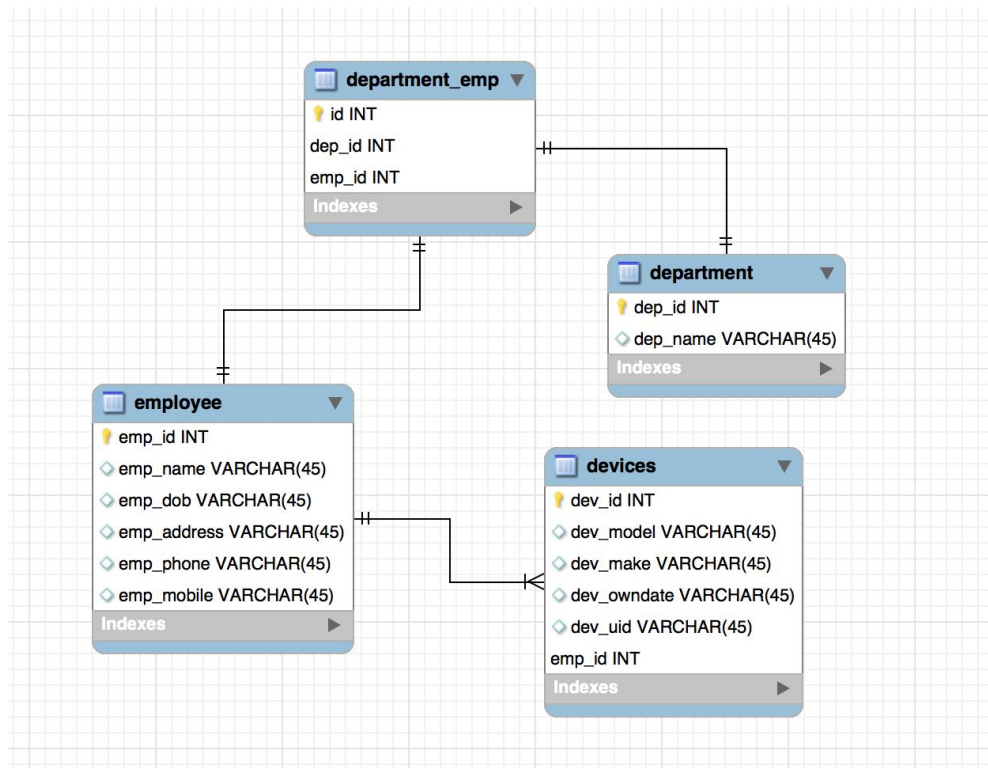 department_emp
id INT
dep_id INT
emp_id INT
Indexes
department
dep_id INT
dep_name VARCHAR(45)
Indexes
employee
emp_id INT
emp_name VARCHAR(45)
emp_dob VARCHAR(45)
emp_address VARCHAR(45)
emp_phone VARCHAR(45)
emp_mobile VARCHAR(45)
Indexes
devices
dev_id INT
dev_model VARCHAR(45)
dev_make VARCHAR(45)
dev_owndate VARCHAR(45)
dev_uid VARCHAR(45)
emp_id INT
Indexes